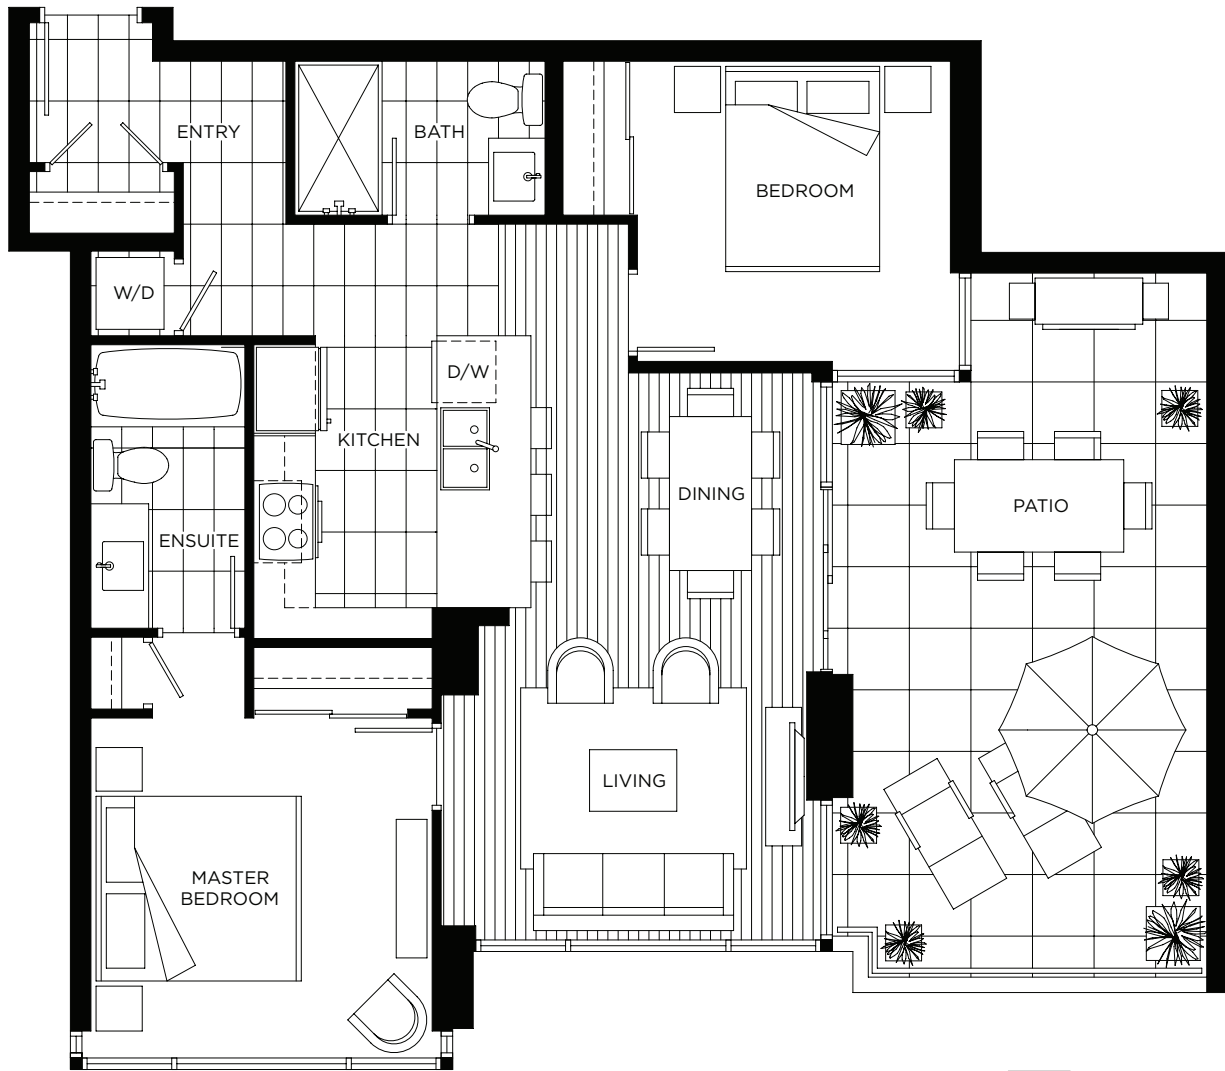 ENTRY
BATH
BEDROOM
W/D
D/W
KITCHEN
DINING
PATIO
ENSUITE
LIVING
MASTER
BEDROOM